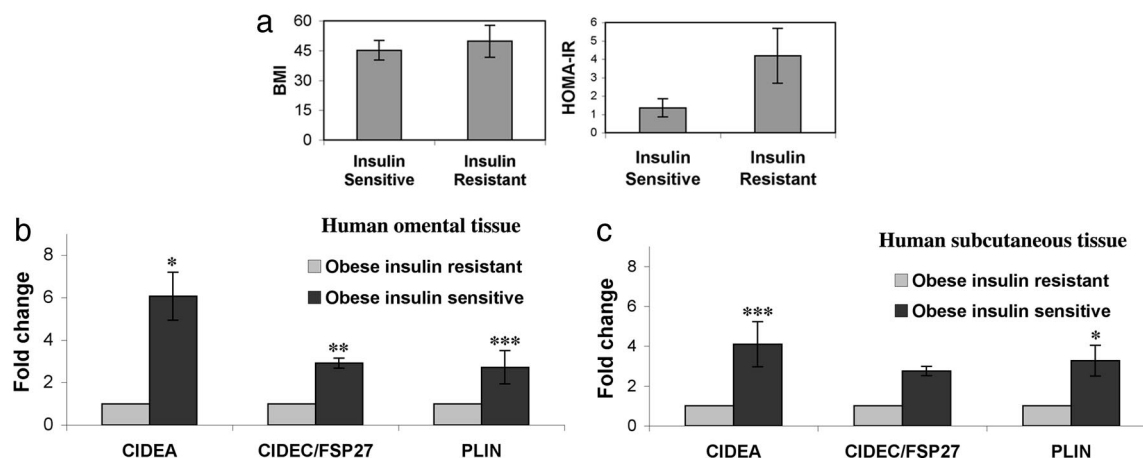 a
BMI
60
45
30
15
0
Insulin
Sensitive
Insulin
Resistant
HOMA-IR
6
5
4
3
2
1
0
Insulin
Sensitive
Insulin
Resistant
b
Human omental tissue
Obese insulin resistant
Obese insulin sensitive
Fold change
8
6
4
2
0
*
**
***
CIDEA
CIDEC/FSP27
PLIN
c
Human subcutaneous tissue
Obese insulin resistant
Obese insulin sensitive
Fold change
8
6
4
2
0
***
*
CIDEA
CIDEC/FSP27
PLIN